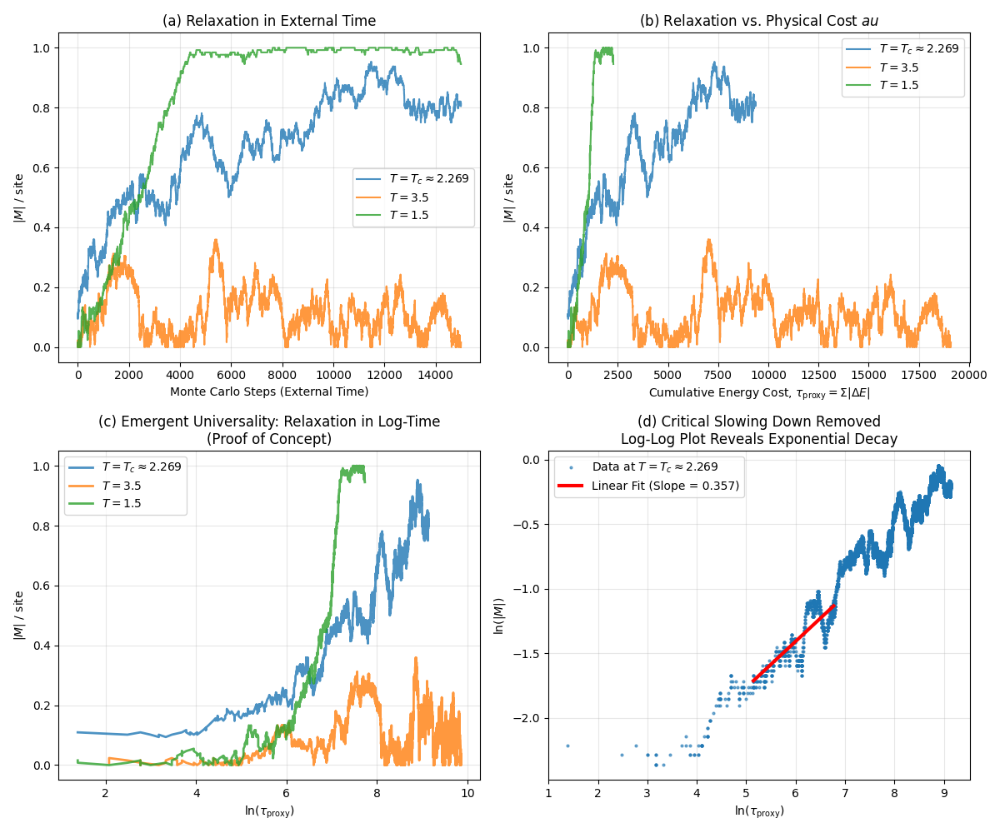 (a) Relaxation in External Time
|M| / site
1.0
0.8
0.6
0.4
0.2
0.0
T = T_c ≈ 2.269
T = 3.5
T = 1.5
0 2000 4000 6000 8000 10000 12000 14000
Monte Carlo Steps (External Time)
(b) Relaxation vs. Physical Cost au
|M| / site
1.0
0.8
0.6
0.4
0.2
0.0
T = T_c ≈ 2.269
T = 3.5
T = 1.5
0 2500 5000 7500 10000 12500 15000 17500 20000
Cumulative Energy Cost, τ_proxy = Σ|ΔE|
(c) Emergent Universality: Relaxation in Log-Time
(Proof of Concept)
|M| / site
1.0
0.8
0.6
0.4
0.2
0.0
T = T_c ≈ 2.269
T = 3.5
T = 1.5
2 4 6 8 10
ln(τ_proxy)
(d) Critical Slowing Down Removed
Log-Log Plot Reveals Exponential Decay
ln(|M|)
0.0
−0.5
−1.0
−1.5
−2.0
Data at T = T_c ≈ 2.269
Linear Fit (Slope = 0.357)
1 2 3 4 5 6 7 8 9
ln(τ_proxy)